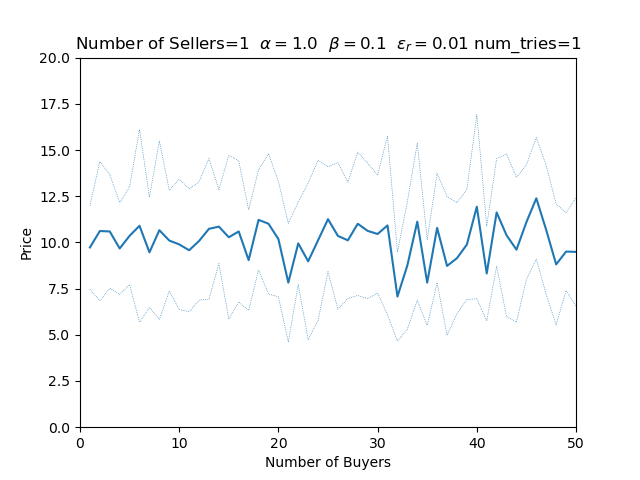 Number of Sellers=1 α = 1.0 β = 0.1 εr = 0.01 num_tries=1
20.0
17.5
15.0
12.5
10.0
7.5
5.0
2.5
0.0
Price
0 10 20 30 40 50
Number of Buyers